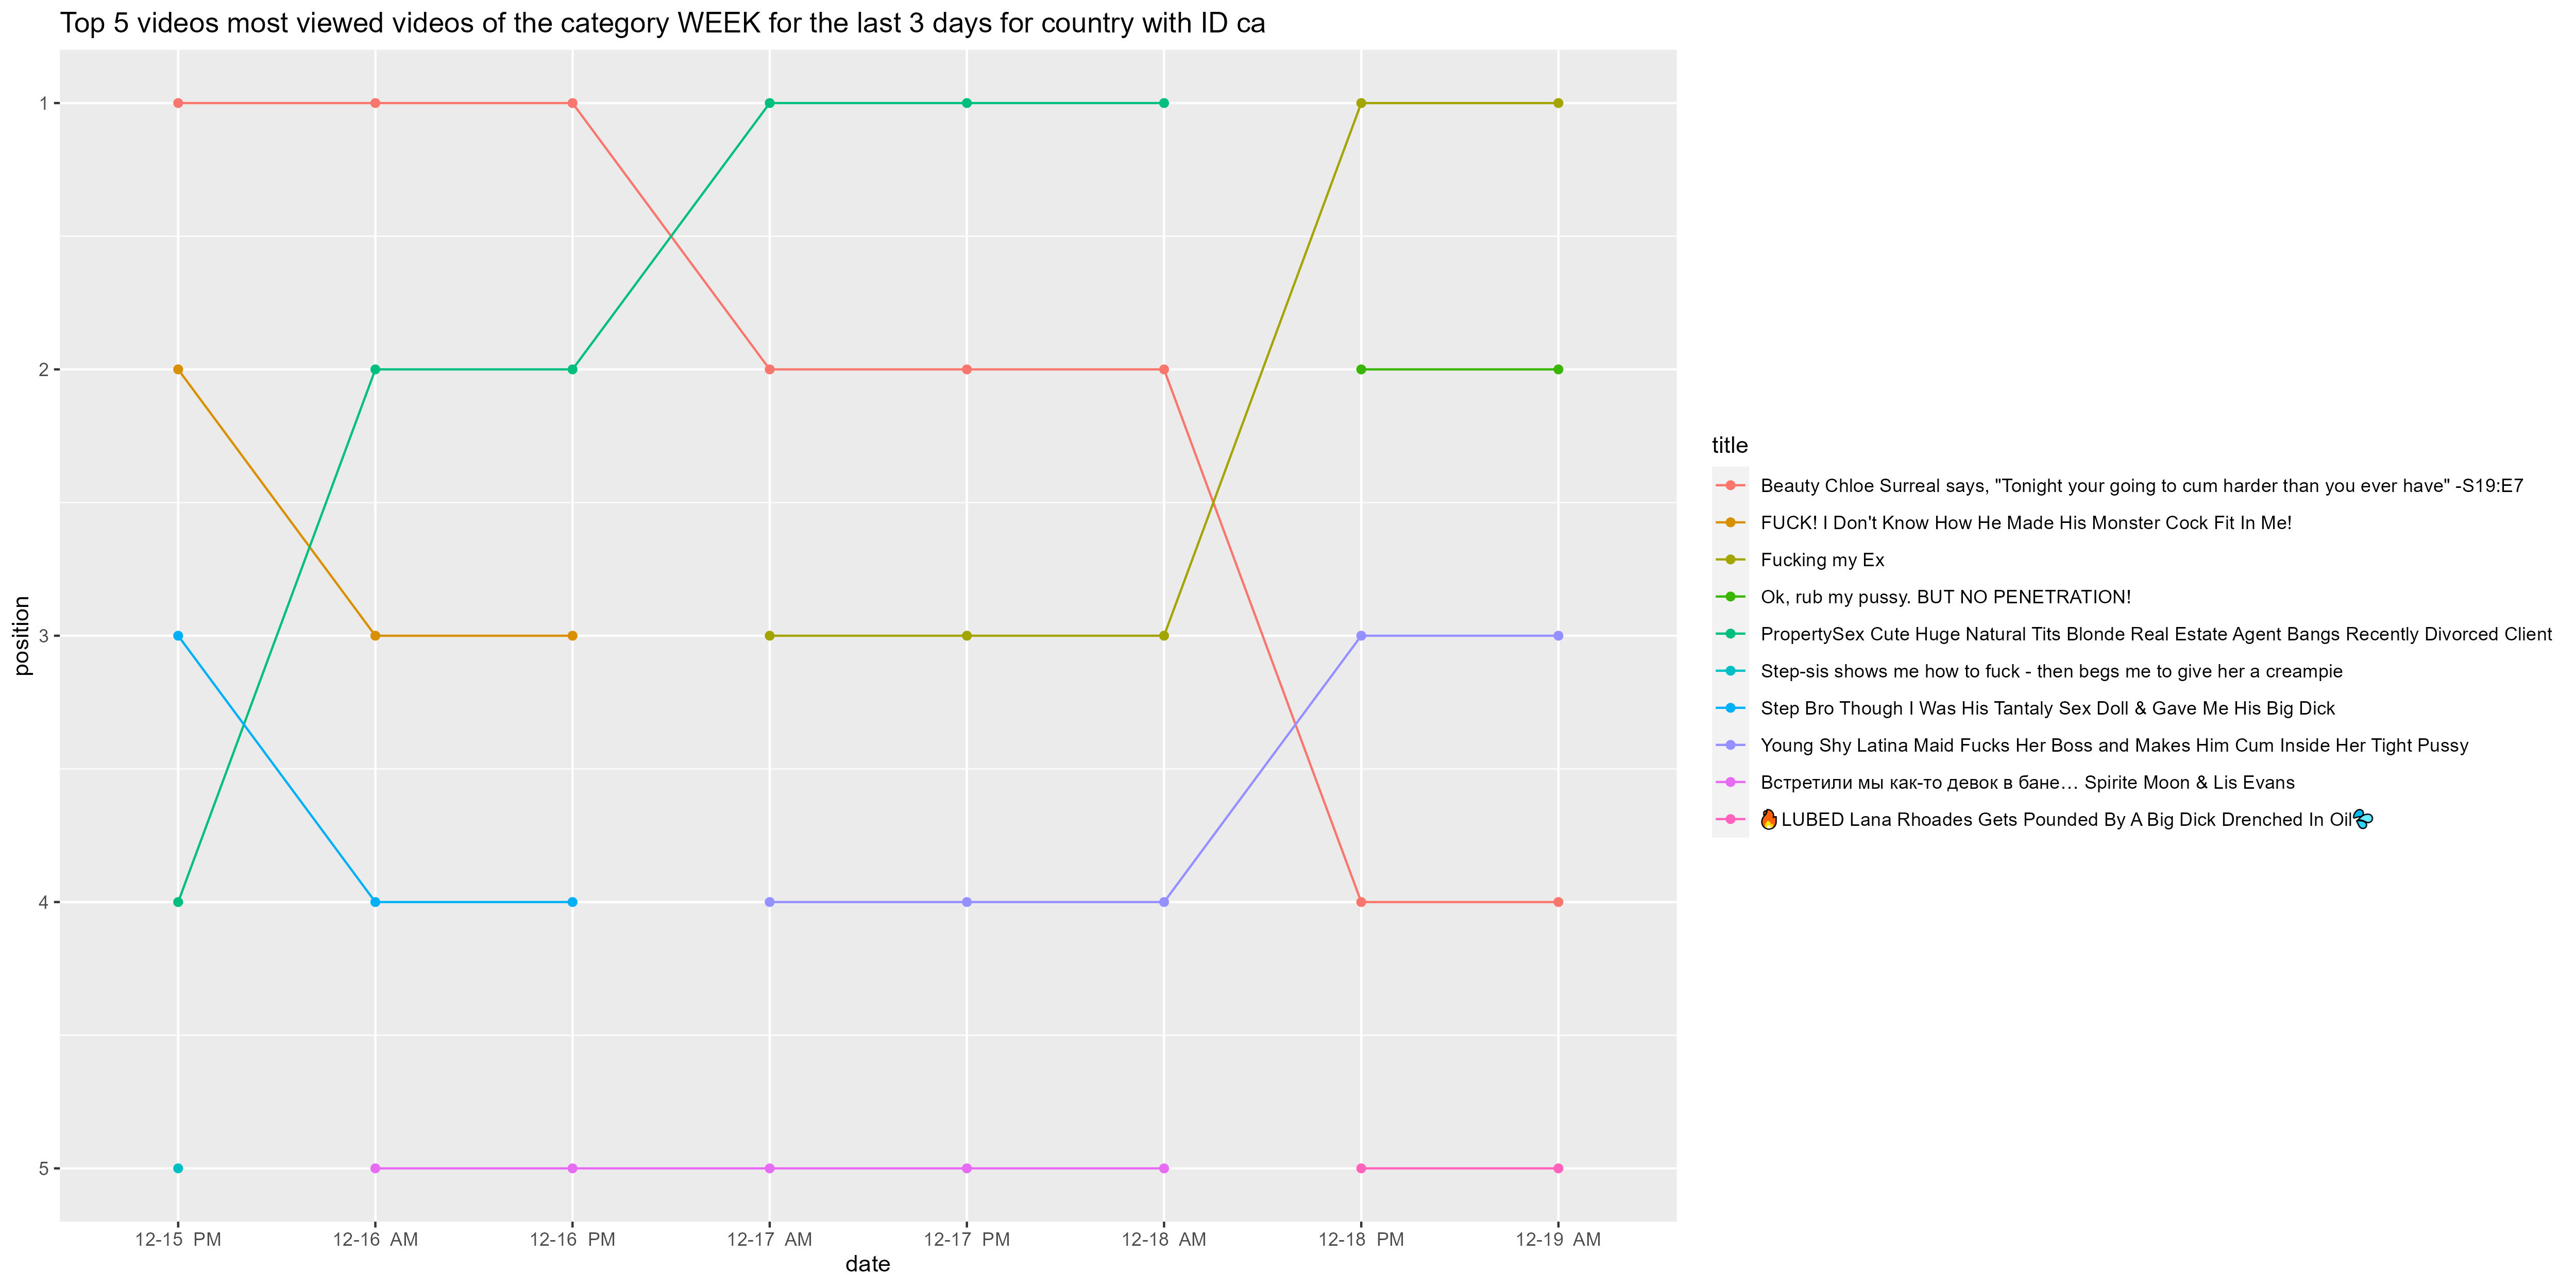 Top 5 videos most viewed videos of the category WEEK for the last 3 days for country with ID ca
position
1
2
3
4
5
12-15 PM
12-16 AM
12-16 PM
12-17 AM
12-17 PM
12-18 AM
12-18 PM
12-19 AM
date
title
Beauty Chloe Surreal says, "Tonight your going to cum harder than you ever have" -S19:E7
FUCK! I Don't Know How He Made His Monster Cock Fit In Me!
Fucking my Ex
Ok, rub my pussy. BUT NO PENETRATION!
PropertySex Cute Huge Natural Tits Blonde Real Estate Agent Bangs Recently Divorced Client
Step-sis shows me how to fuck - then begs me to give her a creampie
Step Bro Though I Was His Tantaly Sex Doll & Gave Me His Big Dick
Young Shy Latina Maid Fucks Her Boss and Makes Him Cum Inside Her Tight Pussy
Встретили мы как-то девок в бане… Spirite Moon & Lis Evans
🔥LUBED Lana Rhoades Gets Pounded By A Big Dick Drenched In Oil💦